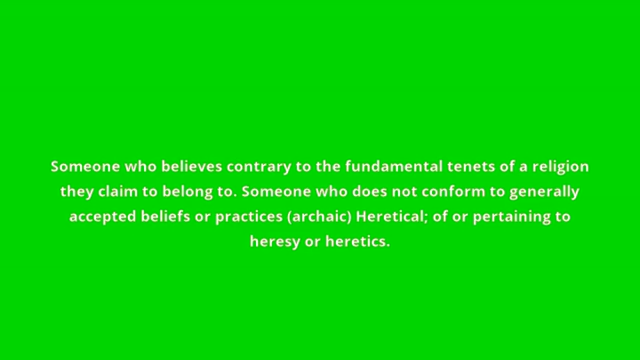 Someone who believes contrary to the fundamental tenets of a religion
they claim to belong to. Someone who does not conform to generally
accepted beliefs or practices (archaic) Heretical; of or pertaining to
heresy or heretics.